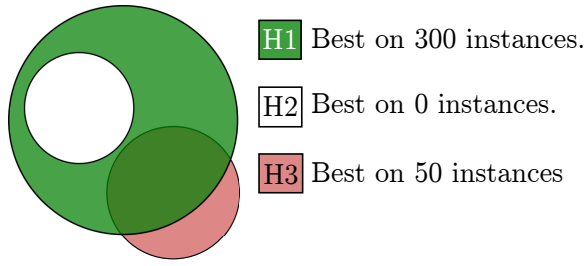 H1 Best on 300 instances.
H2 Best on 0 instances.
H3 Best on 50 instances